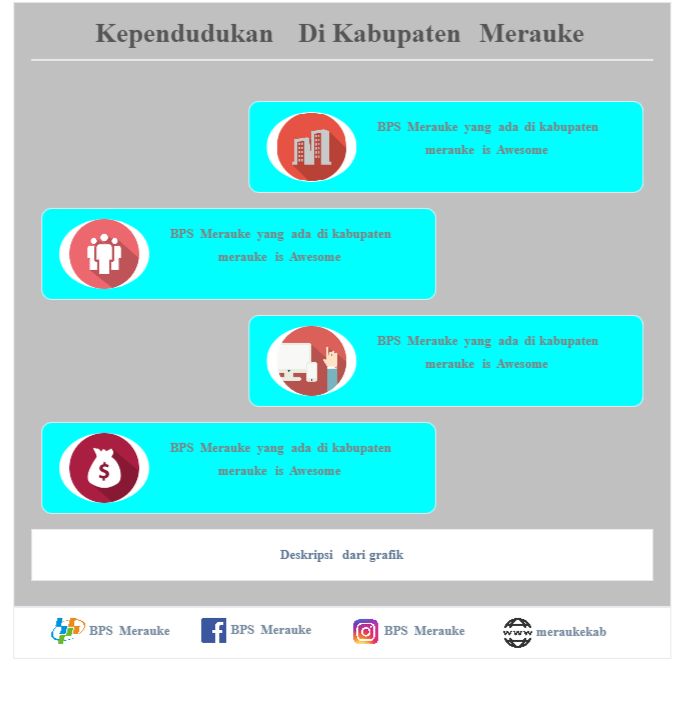 Kependudukan Di Kabupaten Merauke
BPS Merauke yang ada di kabupaten
merauke is Awesome
BPS Merauke yang ada di kabupaten
merauke is Awesome
BPS Merauke yang ada di kabupaten
merauke is Awesome
$
BPS Merauke yang ada di kabupaten
merauke is Awesome
Deskripsi dari grafik
BPS Merauke BPS Merauke BPS Merauke www meraukekab